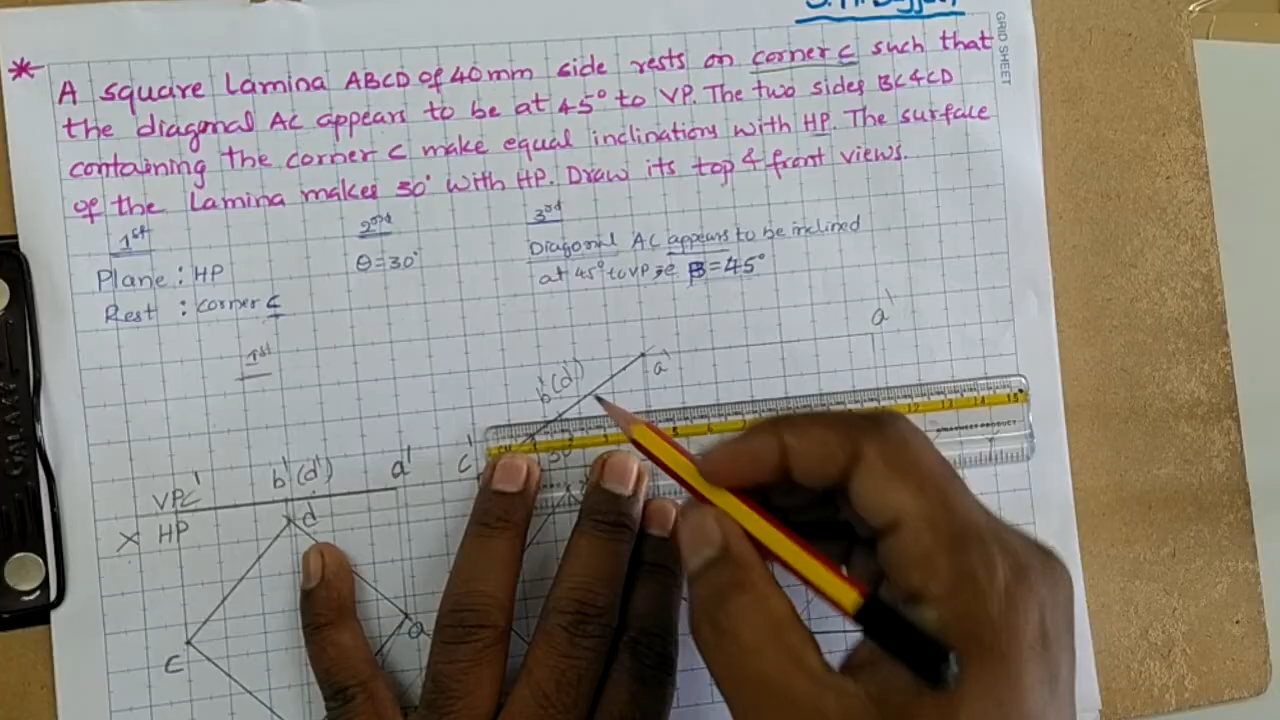 GRID SHEET
* A square Lamina ABCD of 40mm side rests on corner c such that
the diagonal AC appears to be at 45° to VP. The two sides BC & CD
containing the corner c make equal inclinations with HP. The surface
of the Lamina makes 30° with HP. Draw its top & front views.
1st
Plane : HP
Rest : corner c
2nd
θ=30°
3rd
Diagonal AC appears to be inclined
at 45° to VP ie β=45°
1st
a'
b'(d')
a'
c'
b'(d')
a'
VP c'
X HP
d
a
c